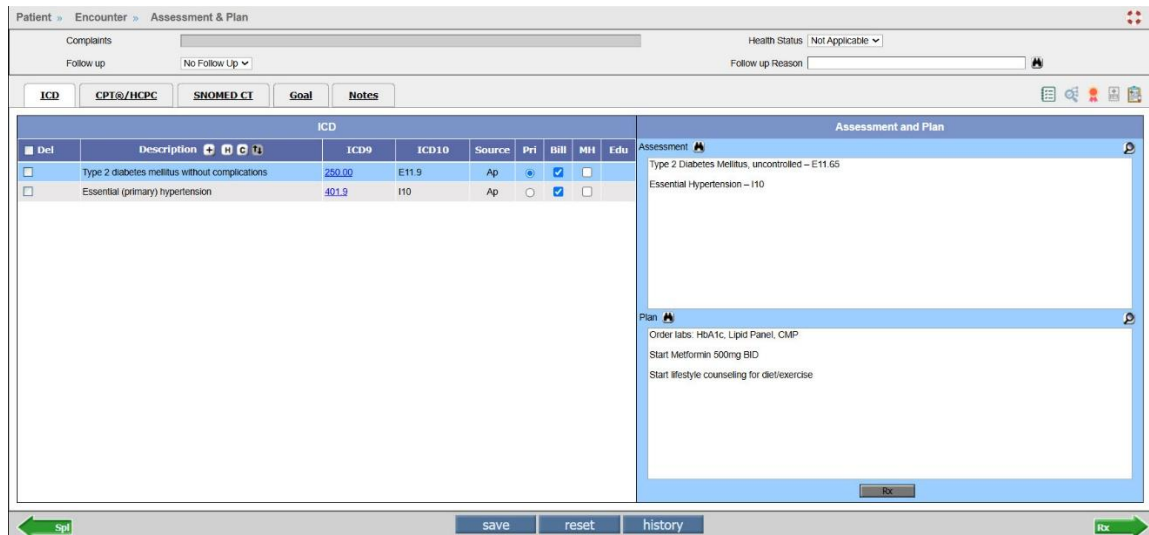 Patient » Encounter » Assessment & Plan
Complaints
Health Status Not Applicable
Follow up No Follow Up
Follow up Reason
ICD CPT®/HCPC SNOMED CT Goal Notes
ICD
Assessment and Plan
Del Description + H C ICD9 ICD10 Source Pri Bill MH Edu
Type 2 diabetes mellitus without complications 250.00 E11.9 Ap
Essential (primary) hypertension 401.9 I10 Ap
Assessment
Type 2 Diabetes Mellitus, uncontrolled – E11.65
Essential Hypertension – I10
Plan
Order labs: HbA1c, Lipid Panel, CMP
Start Metformin 500mg BID
Start lifestyle counseling for diet/exercise
Rx
Spl save reset history Rx